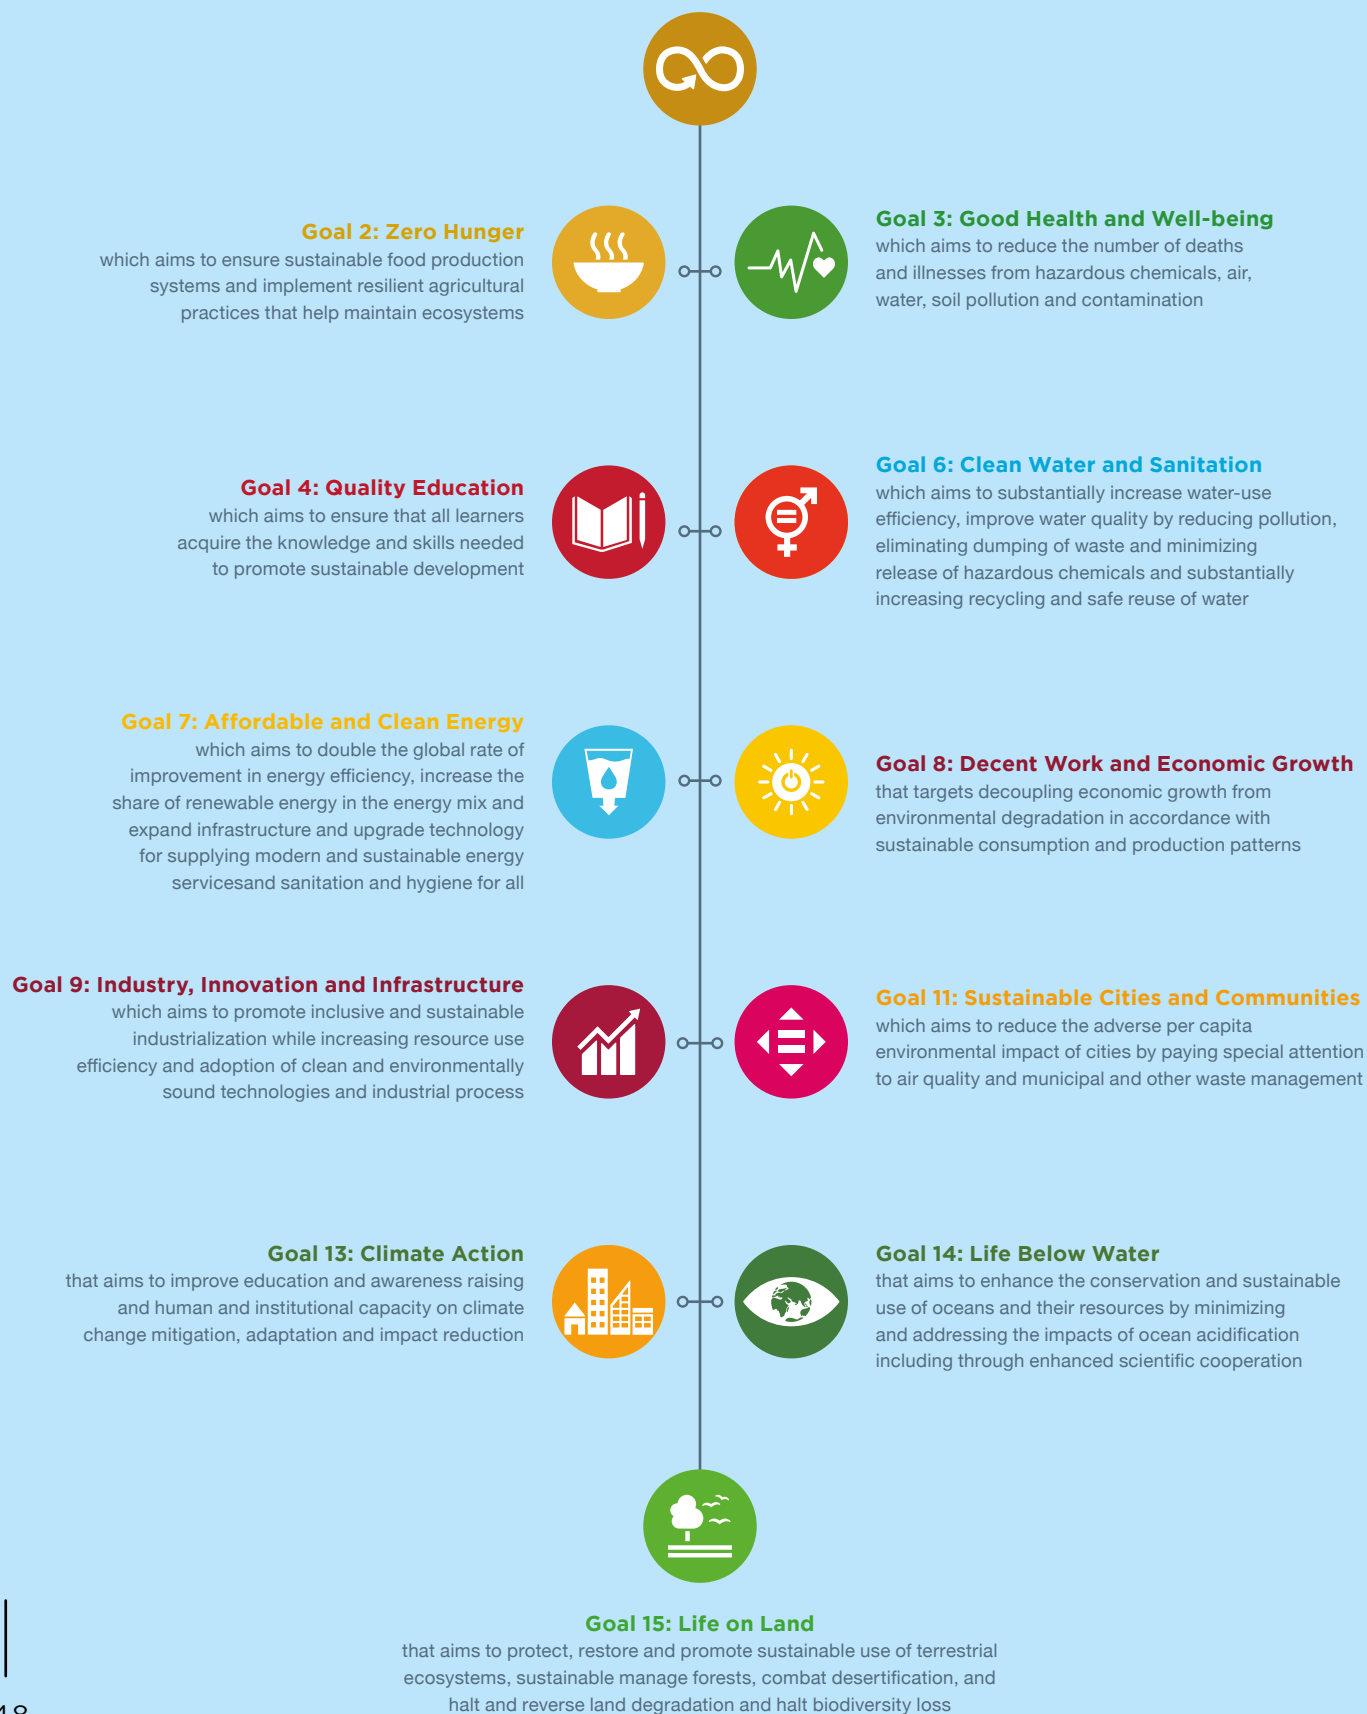 Goal 2: Zero Hunger
which aims to ensure sustainable food production
systems and implement resilient agricultural
practices that help maintain ecosystems
Goal 3: Good Health and Well-being
which aims to reduce the number of deaths
and illnesses from hazardous chemicals, air,
water, soil pollution and contamination
Goal 4: Quality Education
which aims to ensure that all learners
acquire the knowledge and skills needed
to promote sustainable development
Goal 6: Clean Water and Sanitation
which aims to substantially increase water-use
efficiency, improve water quality by reducing pollution,
eliminating dumping of waste and minimizing
release of hazardous chemicals and substantially
increasing recycling and safe reuse of water
Goal 7: Affordable and Clean Energy
which aims to double the global rate of
improvement in energy efficiency, increase the
share of renewable energy in the energy mix and
expand infrastructure and upgrade technology
for supplying modern and sustainable energy
servicesand sanitation and hygiene for all
Goal 8: Decent Work and Economic Growth
that targets decoupling economic growth from
environmental degradation in accordance with
sustainable consumption and production patterns
Goal 9: Industry, Innovation and Infrastructure
which aims to promote inclusive and sustainable
industrialization while increasing resource use
efficiency and adoption of clean and environmentally
sound technologies and industrial process
Goal 11: Sustainable Cities and Communities
which aims to reduce the adverse per capita
environmental impact of cities by paying special attention
to air quality and municipal and other waste management
Goal 13: Climate Action
that aims to improve education and awareness raising
and human and institutional capacity on climate
change mitigation, adaptation and impact reduction
Goal 14: Life Below Water
that aims to enhance the conservation and sustainable
use of oceans and their resources by minimizing
and addressing the impacts of ocean acidification
including through enhanced scientific cooperation
Goal 15: Life on Land
that aims to protect, restore and promote sustainable use of terrestrial
ecosystems, sustainable manage forests, combat desertification, and
halt and reverse land degradation and halt biodiversity loss